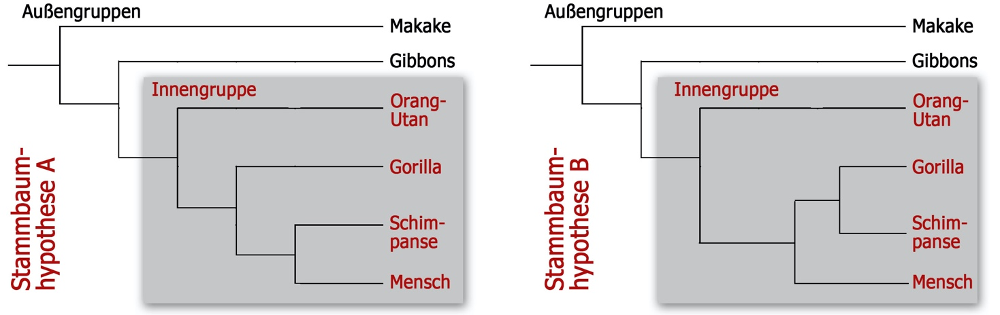 Außengruppen
Makake
Gibbons
Innengruppe
Orang-
Utan
Gorilla
Schim-
panse
Mensch
Stammbaum-
hypothese A
Außengruppen
Makake
Gibbons
Innengruppe
Orang-
Utan
Gorilla
Schim-
panse
Mensch
Stammbaum-
hypothese B